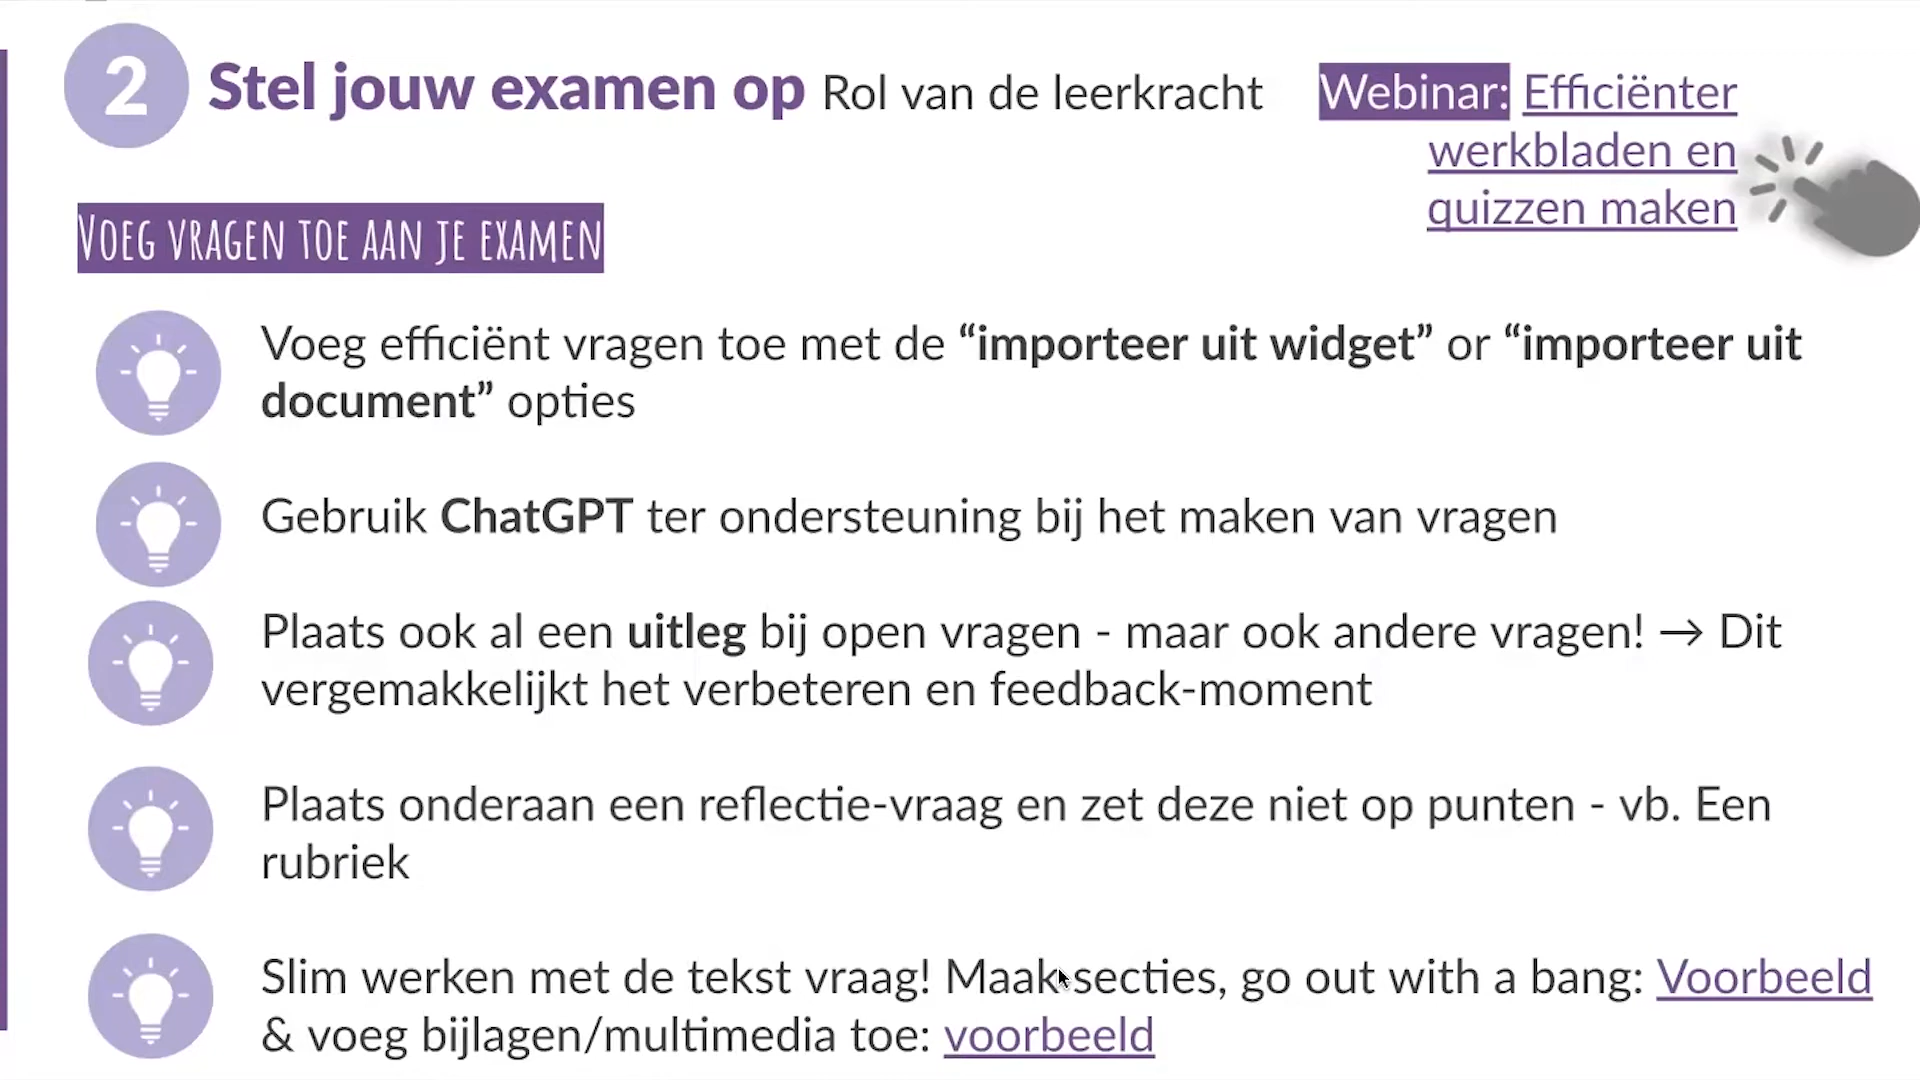 2 Stel jouw examen op Rol van de leerkracht
Webinar: Efficiënter
werkbladen en
quizzen maken
VOEG VRAGEN TOE AAN JE EXAMEN
Voeg efficiënt vragen toe met de “importeer uit widget” or “importeer uit
document” opties
Gebruik ChatGPT ter ondersteuning bij het maken van vragen
Plaats ook al een uitleg bij open vragen - maar ook andere vragen! → Dit
vergemakkelijkt het verbeteren en feedback-moment
Plaats onderaan een reflectie-vraag en zet deze niet op punten - vb. Een
rubriek
Slim werken met de tekst vraag! Maak secties, go out with a bang: Voorbeeld
& voeg bijlagen/multimedia toe: voorbeeld